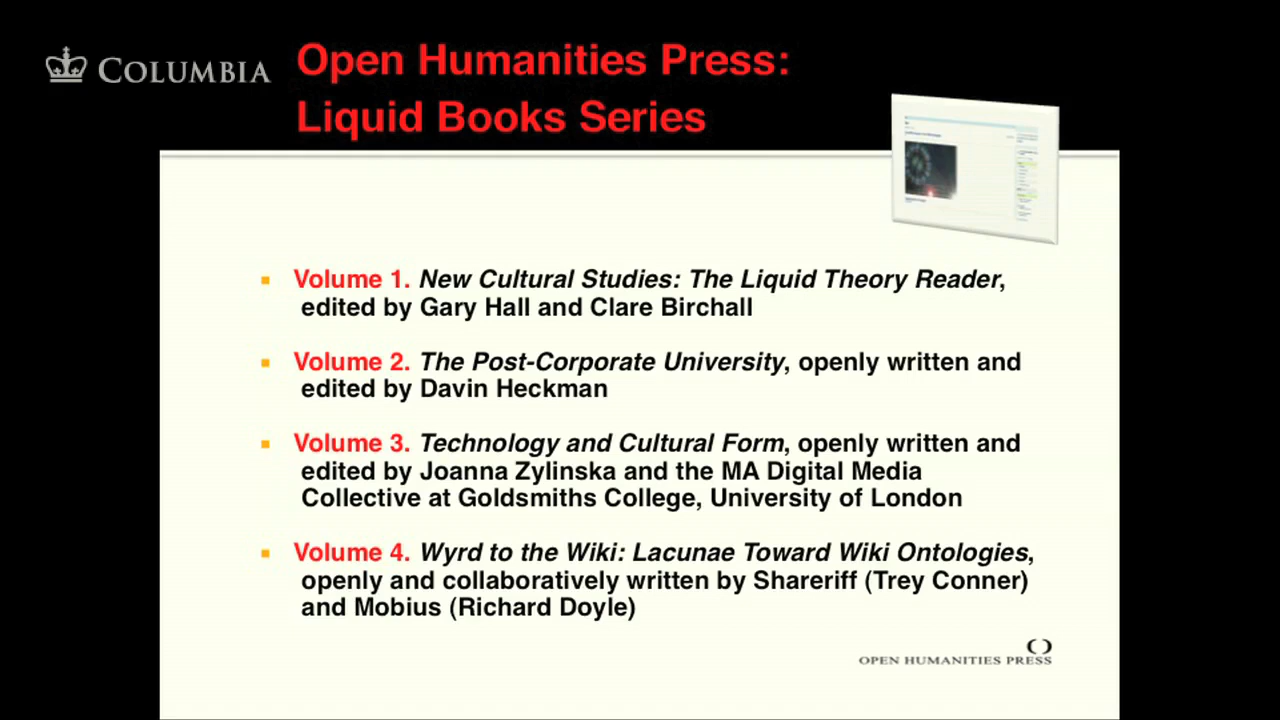 COLUMBIA
Open Humanities Press:
Liquid Books Series
Volume 1. New Cultural Studies: The Liquid Theory Reader,
edited by Gary Hall and Clare Birchall
Volume 2. The Post-Corporate University, openly written and
edited by Davin Heckman
Volume 3. Technology and Cultural Form, openly written and
edited by Joanna Zylinska and the MA Digital Media
Collective at Goldsmiths College, University of London
Volume 4. Wyrd to the Wiki: Lacunae Toward Wiki Ontologies,
openly and collaboratively written by Shareriff (Trey Conner)
and Mobius (Richard Doyle)
OPEN HUMANITIES PRESS